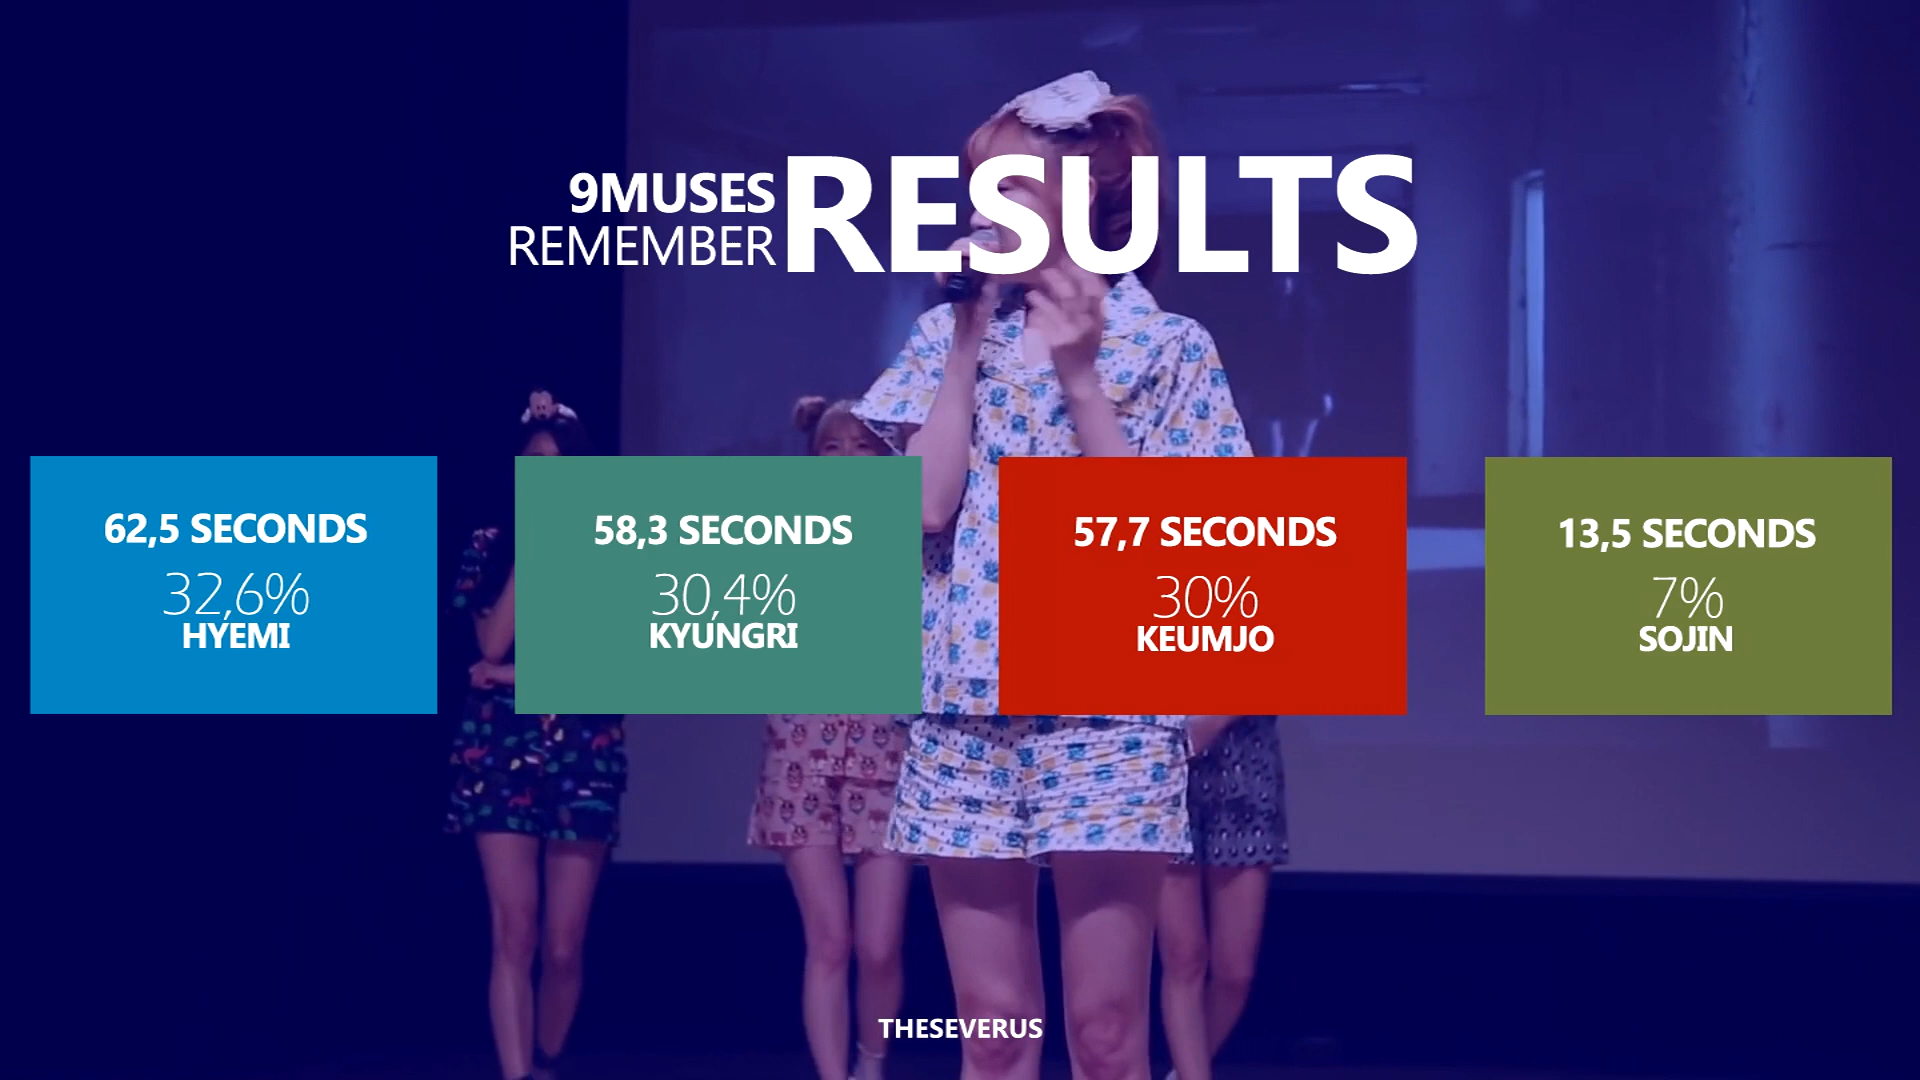 9MUSES
REMEMBER
RESULTS
62,5 SECONDS
32,6%
HYEMI
58,3 SECONDS
30,4%
KYUNGRI
57,7 SECONDS
30%
KEUMJO
13,5 SECONDS
7%
SOJIN
THESEVERUS